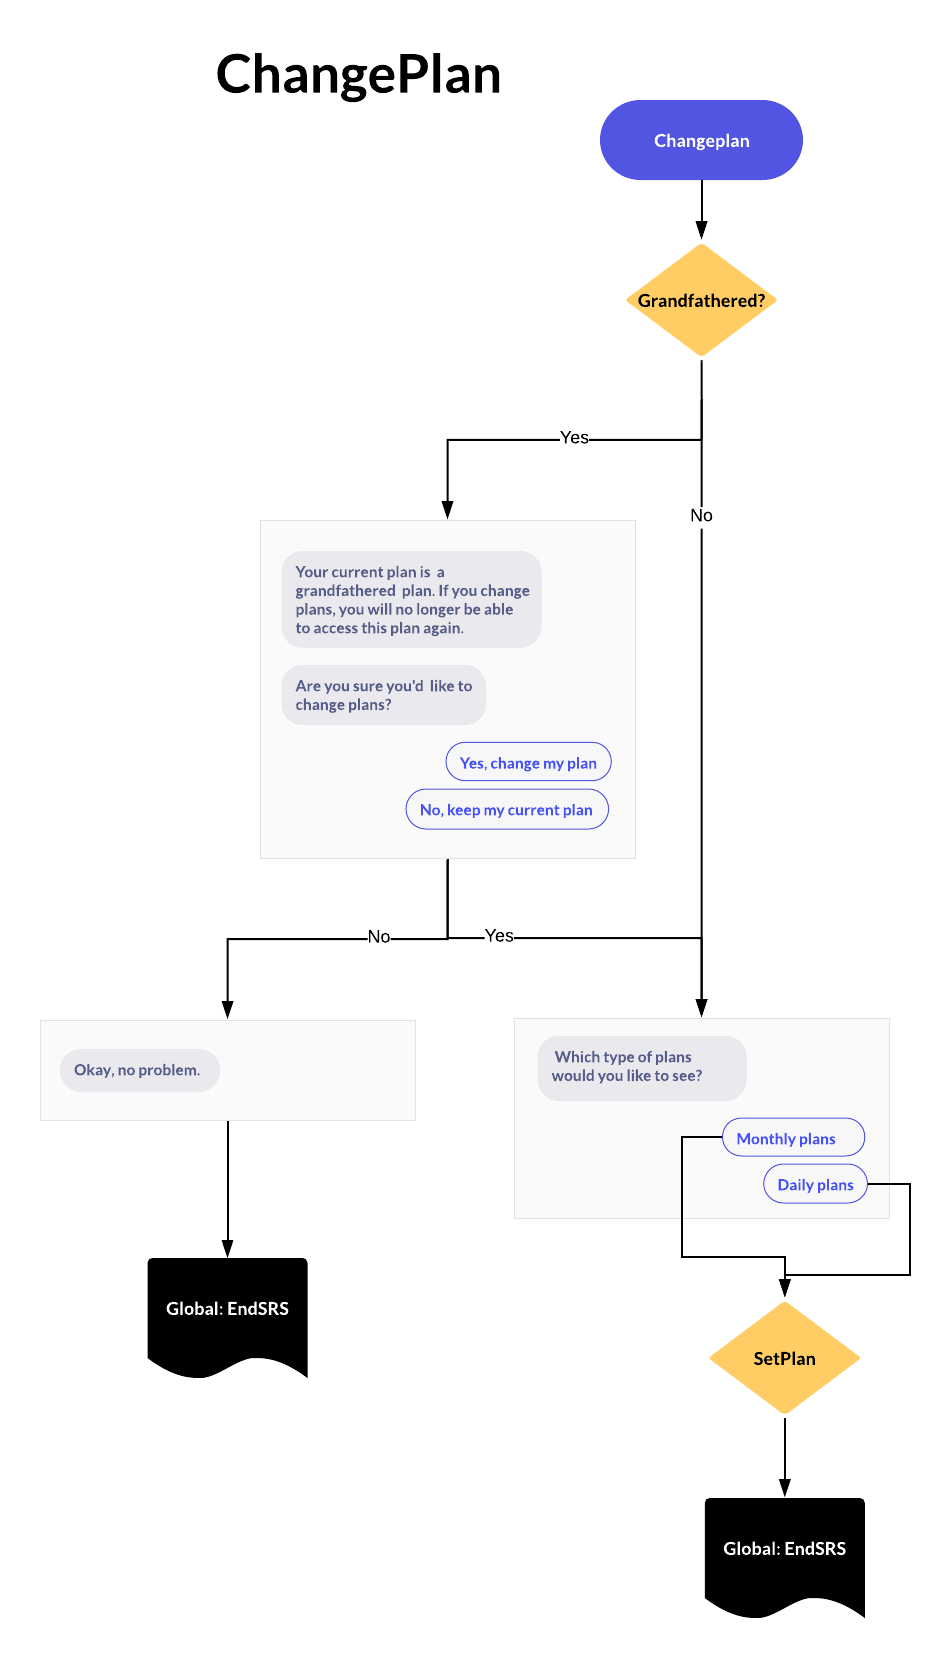 ChangePlan
Changeplan
Grandfathered?
Yes
No
Your current plan is a
grandfathered plan. If you change
plans, you will no longer be able
to access this plan again.
Are you sure you'd like to
change plans?
Yes, change my plan
No, keep my current plan
No
Yes
Okay, no problem.
Which type of plans
would you like to see?
Monthly plans
Daily plans
Global: EndSRS
SetPlan
Global: EndSRS